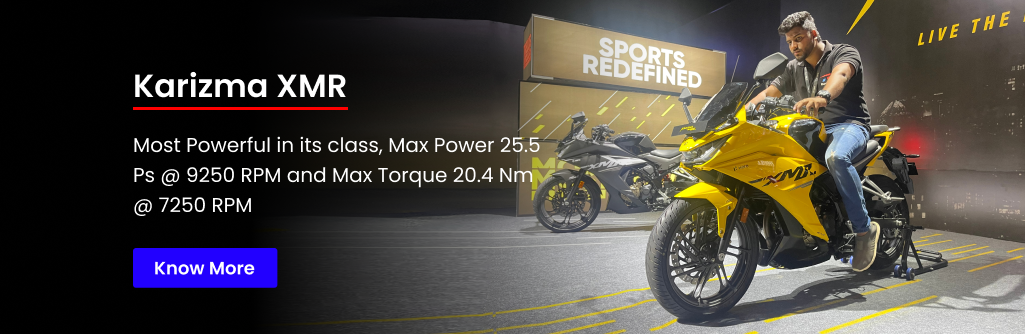 Karizma XMR
Most Powerful in its class, Max Power 25.5
Ps @ 9250 RPM and Max Torque 20.4 Nm
@ 7250 RPM
Know More
SPORTS
REDEFINED
LIVE THE
XMR